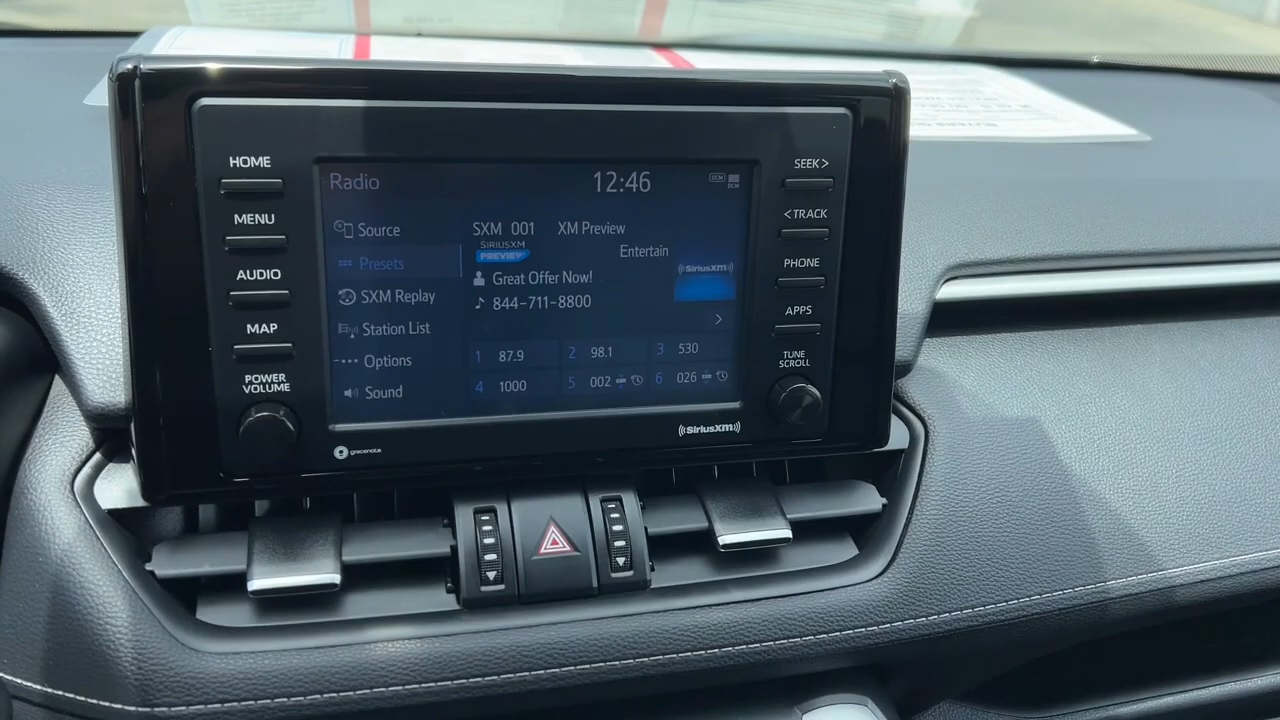 HOME
MENU
AUDIO
MAP
POWER
VOLUME
Radio
12:46
DCM
DCM
Source
Presets
SXM Replay
Station List
Options
Sound
SXM 001 XM Preview
SIRIUSXM
PREVIEW
Entertain
Great Offer Now!
844-711-8800
((SiriusXM))
1 87.9
2 98.1
3 530
4 1000
5 002
6 026
SEEK>
<TRACK
PHONE
APPS
TUNE
SCROLL
gracenote
((SiriusXM))